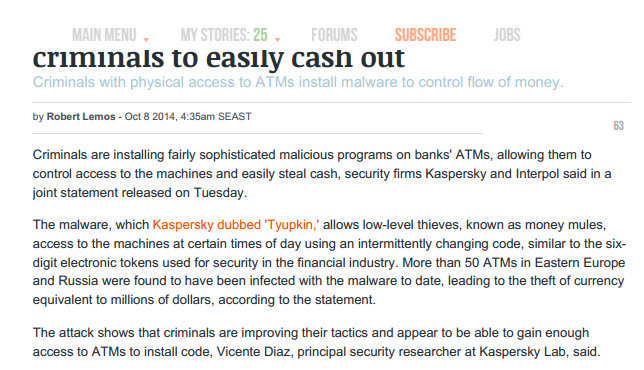 MAIN MENU
MY STORIES: 25
FORUMS
SUBSCRIBE
JOBS
criminals to easily cash out
Criminals with physical access to ATMs install malware to control flow of money.
by Robert Lemos - Oct 8 2014, 4:35am SEAST
63
Criminals are installing fairly sophisticated malicious programs on banks' ATMs, allowing them to
control access to the machines and easily steal cash, security firms Kaspersky and Interpol said in a
joint statement released on Tuesday.
The malware, which Kaspersky dubbed 'Tyupkin,' allows low-level thieves, known as money mules,
access to the machines at certain times of day using an intermittently changing code, similar to the six-
digit electronic tokens used for security in the financial industry. More than 50 ATMs in Eastern Europe
and Russia were found to have been infected with the malware to date, leading to the theft of currency
equivalent to millions of dollars, according to the statement.
The attack shows that criminals are improving their tactics and appear to be able to gain enough
access to ATMs to install code, Vicente Diaz, principal security researcher at Kaspersky Lab, said.